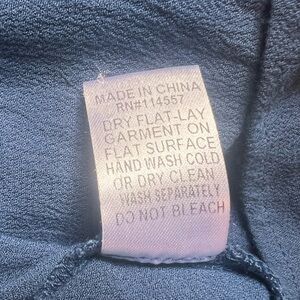 MADE IN CHINA
RN#114557
DRY FLAT-LAY
GARMENT ON
FLAT SURFACE
HAND WASH COLD
OR DRY CLEAN
WASH SEPARATELY
DO NOT BLEACH